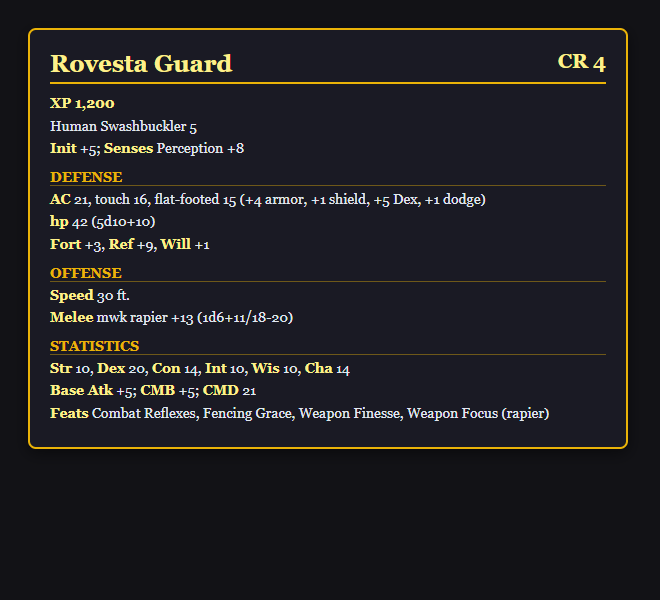 Rovesta Guard CR 4
XP 1,200
Human Swashbuckler 5
Init +5; Senses Perception +8
DEFENSE
AC 21, touch 16, flat-footed 15 (+4 armor, +1 shield, +5 Dex, +1 dodge)
hp 42 (5d10+10)
Fort +3, Ref +9, Will +1
OFFENSE
Speed 30 ft.
Melee mwk rapier +13 (1d6+11/18-20)
STATISTICS
Str 10, Dex 20, Con 14, Int 10, Wis 10, Cha 14
Base Atk +5; CMB +5; CMD 21
Feats Combat Reflexes, Fencing Grace, Weapon Finesse, Weapon Focus (rapier)